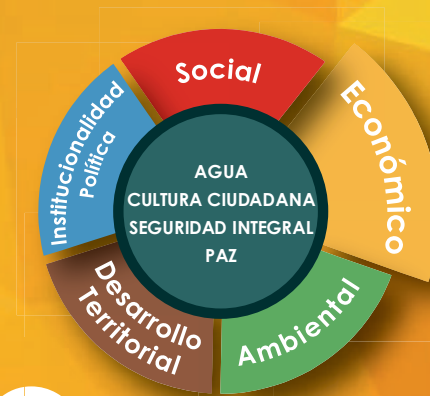 Social
Económico
Ambiental
Desarrollo
Territorial
Institucionalidad
Política
AGUA
CULTURA CIUDADANA
SEGURIDAD INTEGRAL
PAZ